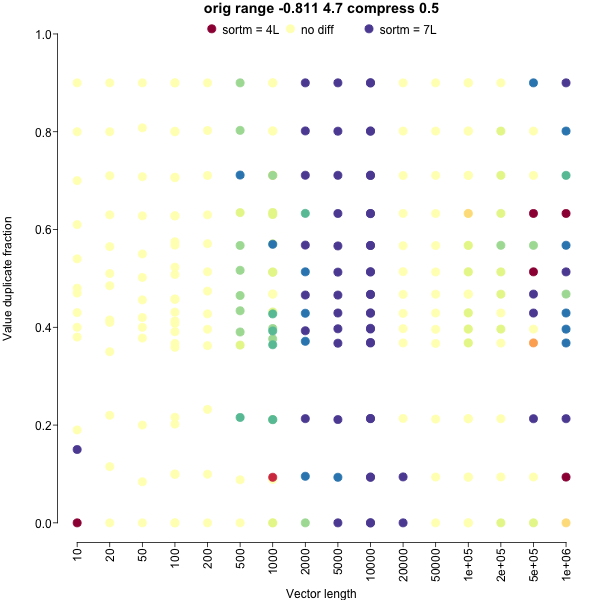 orig range -0.811 4.7 compress 0.5
sortm = 4L no diff sortm = 7L
1.0
0.8
0.6
0.4
0.2
0.0
Value duplicate fraction
10 20 50 100 200 500 1000 2000 5000 10000 20000 50000 1e+05 2e+05 5e+05 1e+06
Vector length